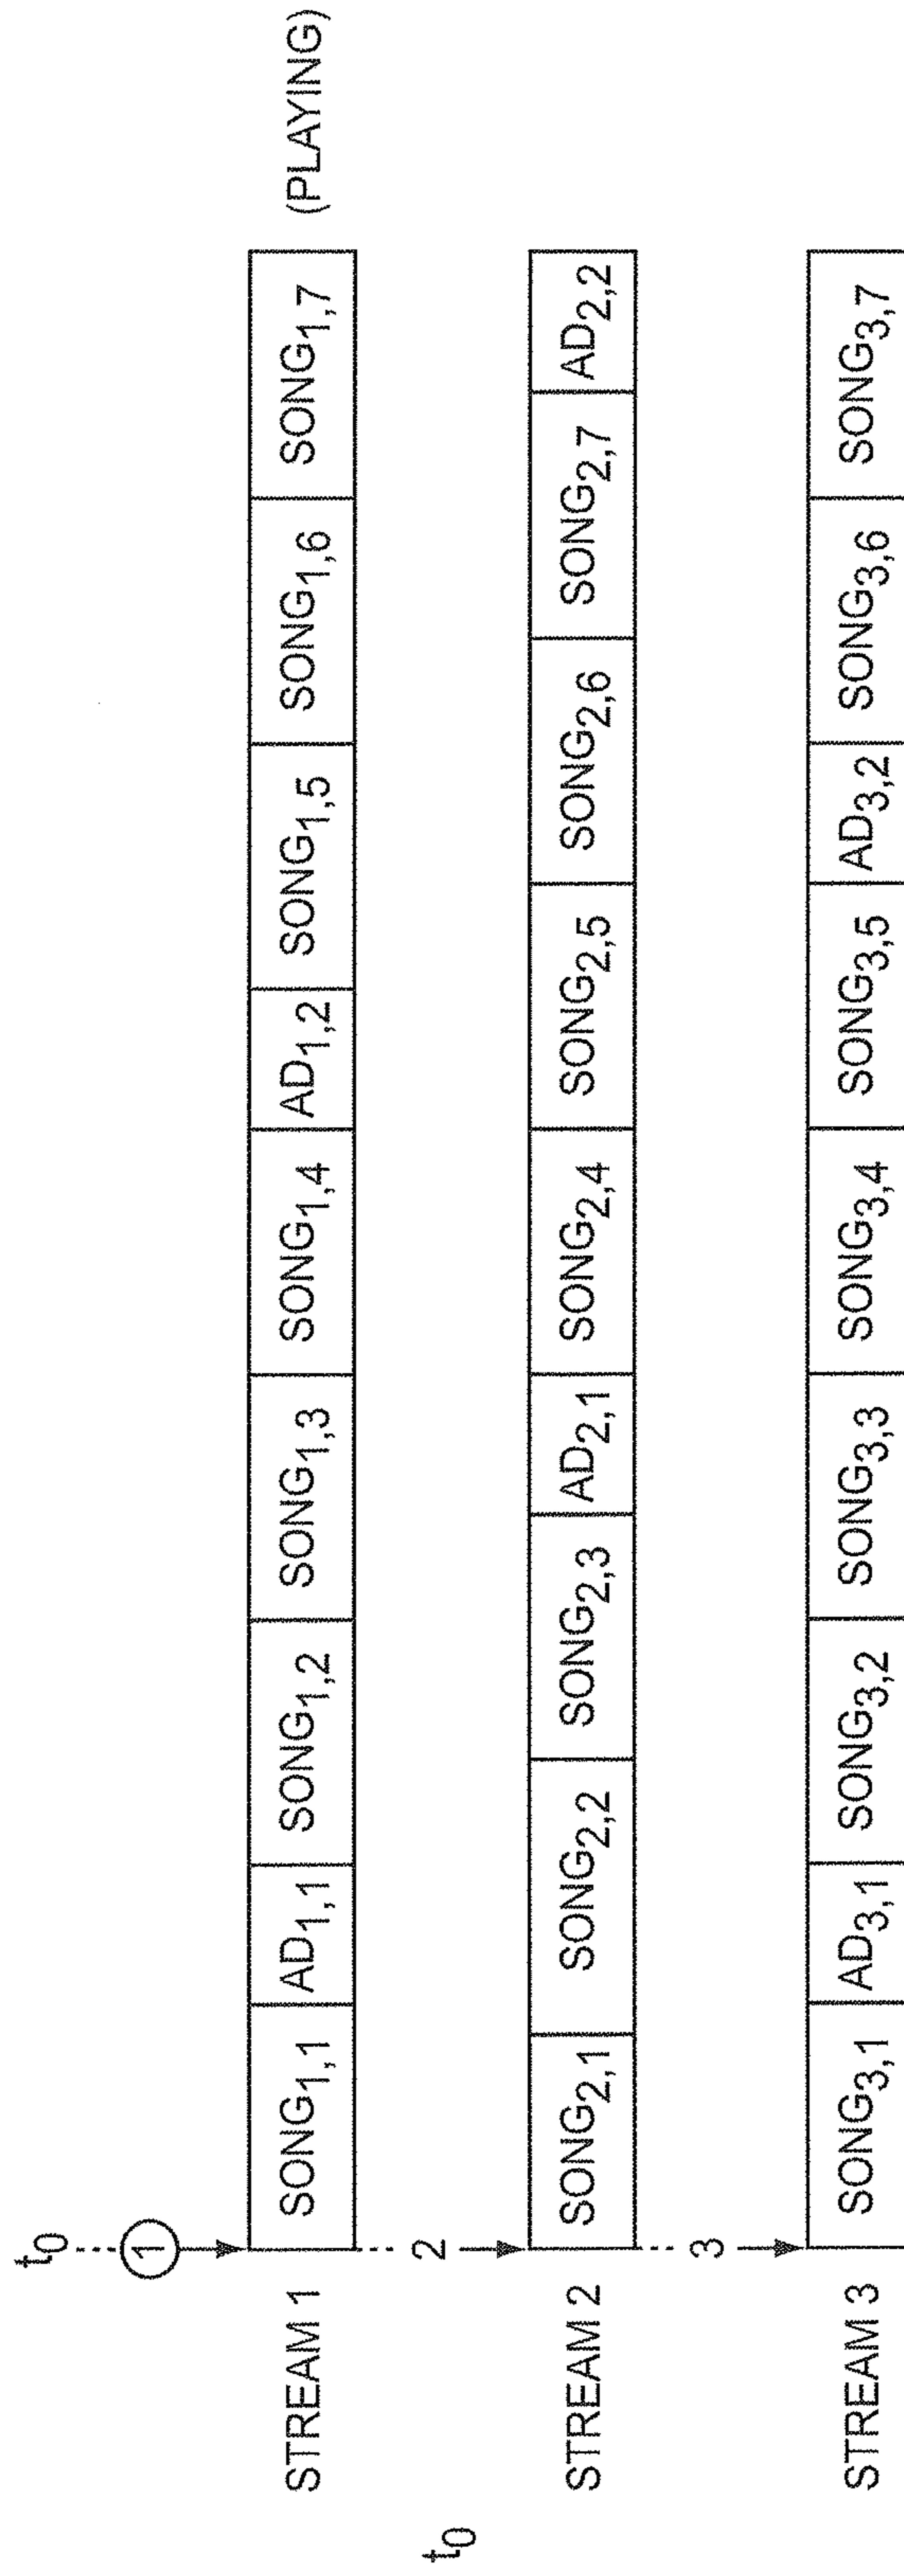 t0
1
STREAM 1 SONG1,1 AD1,1 SONG1,2 SONG1,3 SONG1,4 AD1,2 SONG1,5 SONG1,6 SONG1,7 (PLAYING)
t0
2
STREAM 2 SONG2,1 SONG2,2 SONG2,3 AD2,1 SONG2,4 SONG2,5 SONG2,6 SONG2,7 AD2,2
3
STREAM 3 SONG3,1 AD3,1 SONG3,2 SONG3,3 SONG3,4 SONG3,5 AD3,2 SONG3,6 SONG3,7